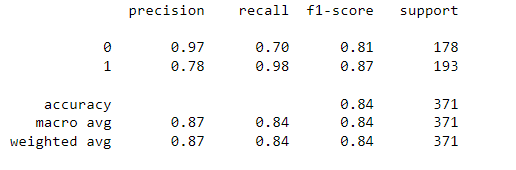 precision recall f1-score support
0 0.97 0.70 0.81 178
1 0.78 0.98 0.87 193
accuracy 0.84 371
macro avg 0.87 0.84 0.84 371
weighted avg 0.87 0.84 0.84 371